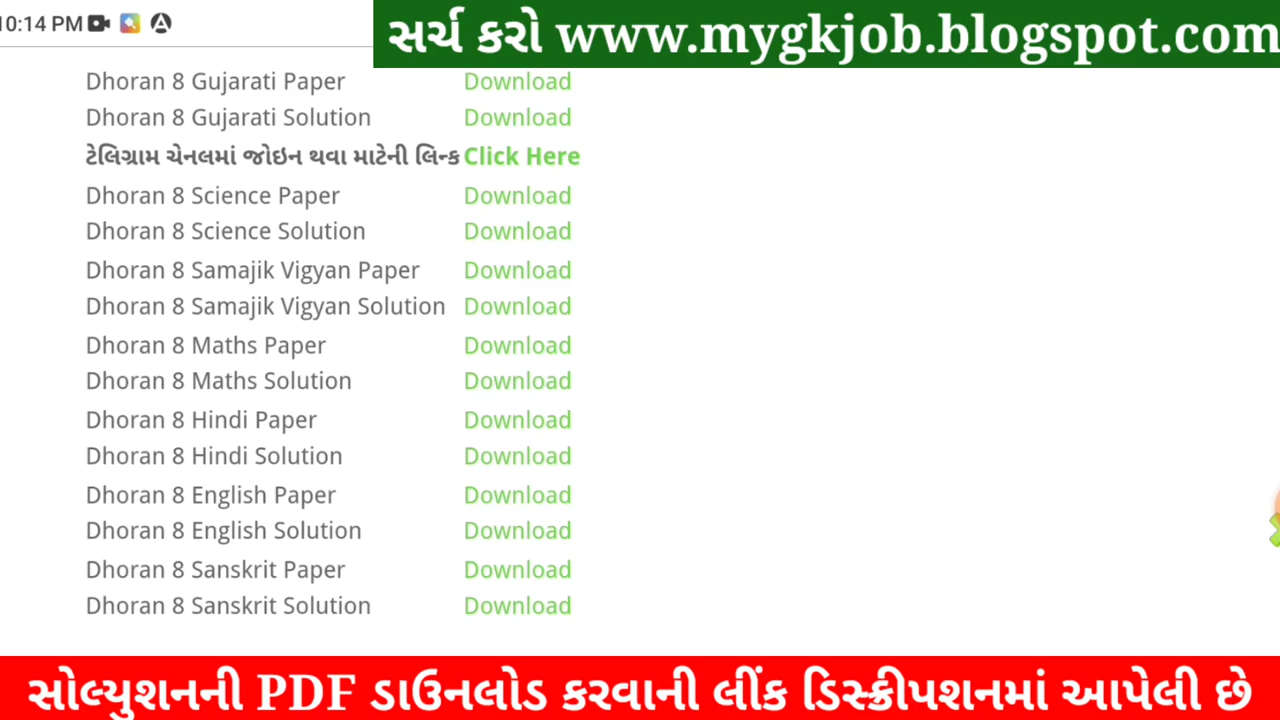 10:14 PM
સર્ચ કરો www.mygkjob.blogspot.com
Dhoran 8 Gujarati Paper Download
Dhoran 8 Gujarati Solution Download
ટેલિગ્રામ ચેનલમાં જોઇન થવા માટેની લિન્ક Click Here
Dhoran 8 Science Paper Download
Dhoran 8 Science Solution Download
Dhoran 8 Samajik Vigyan Paper Download
Dhoran 8 Samajik Vigyan Solution Download
Dhoran 8 Maths Paper Download
Dhoran 8 Maths Solution Download
Dhoran 8 Hindi Paper Download
Dhoran 8 Hindi Solution Download
Dhoran 8 English Paper Download
Dhoran 8 English Solution Download
Dhoran 8 Sanskrit Paper Download
Dhoran 8 Sanskrit Solution Download
સોલ્યુશનની PDF ડાઉનલોડ કરવાની લીંક ડિસ્ક્રીપશનમાં આપેલી છે